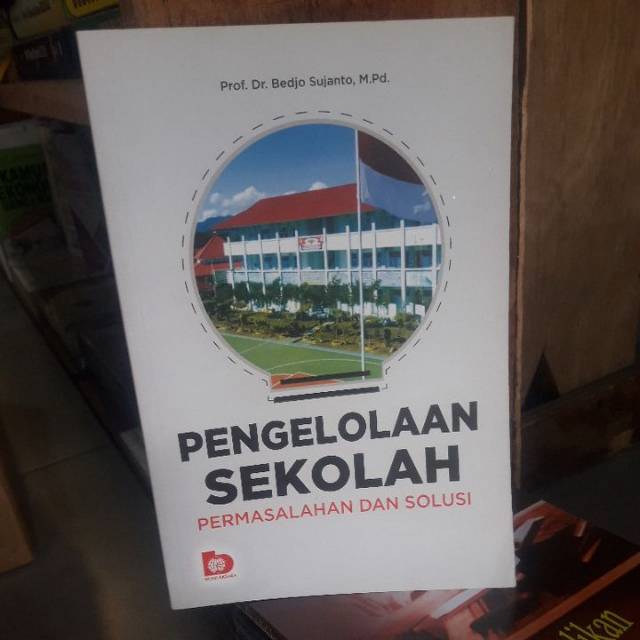 Prof. Dr. Bedjo Sujanto, M.Pd.
PENGELOLAAN
SEKOLAH
PERMASALAHAN DAN SOLUSI